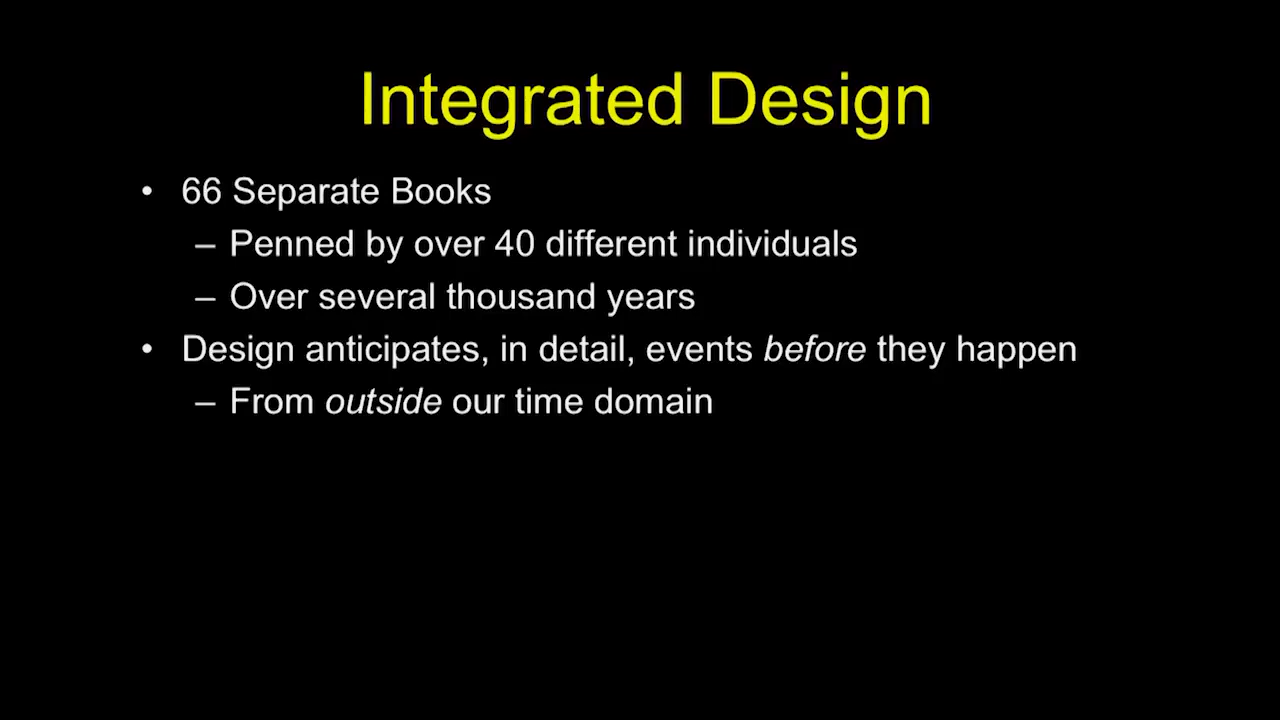 Integrated Design
• 66 Separate Books
– Penned by over 40 different individuals
– Over several thousand years
• Design anticipates, in detail, events before they happen
– From outside our time domain